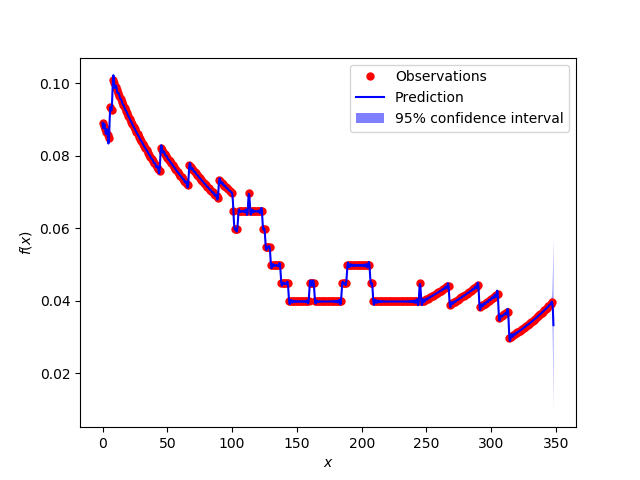 Observations
Prediction
95% confidence interval
0.10
0.08
0.06
0.04
0.02
f(x)
0 50 100 150 200 250 300 350
x